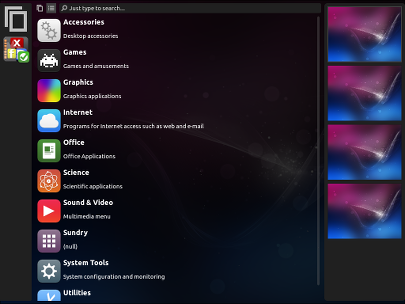 Just type to search...
Accessories
Desktop accessories
Games
Games and amusements
Graphics
Graphics applications
Internet
Programs for Internet access such as web and e-mail
Office
Office Applications
Science
Scientific applications
Sound & Video
Multimedia menu
Sundry
(null)
System Tools
System configuration and monitoring
Utilities